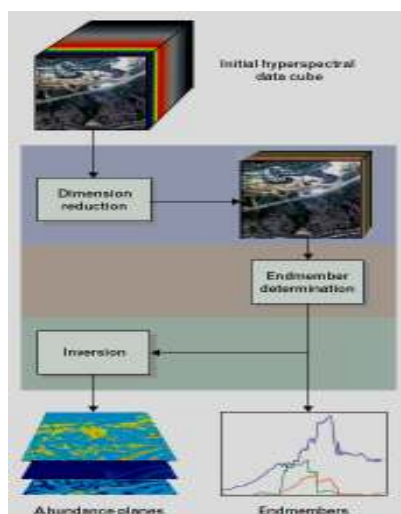 Initial hyperspectral
data cube
Dimension
reduction
Endmember
determination
Inversion
Abundance planes
Endmembers